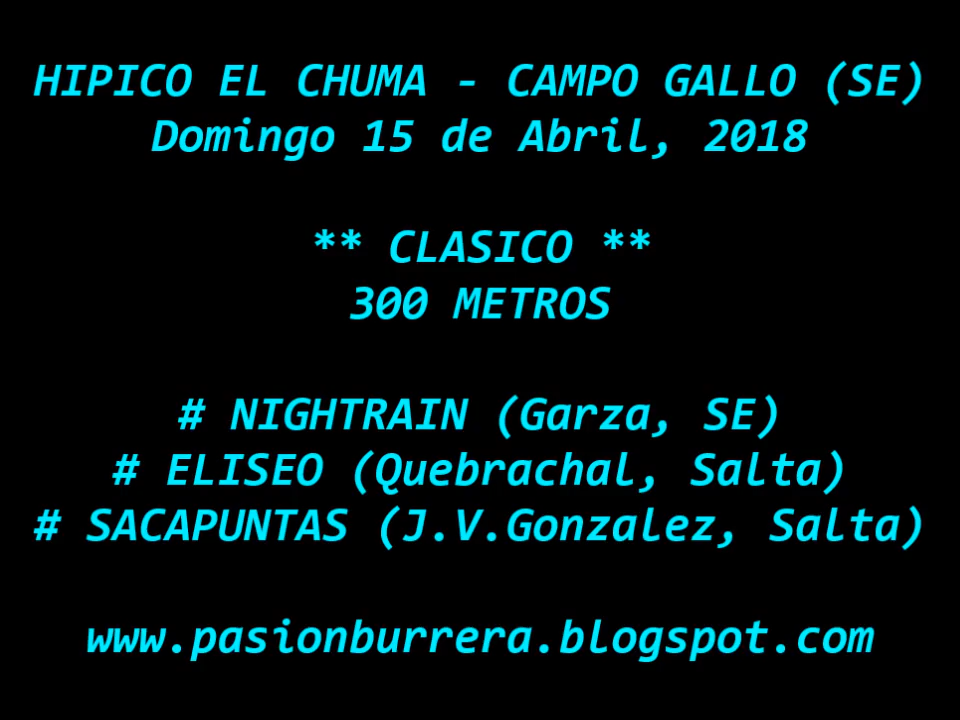 HIPICO EL CHUMA - CAMPO GALLO (SE)
Domingo 15 de Abril, 2018
** CLASICO **
300 METROS
# NIGHTRAIN (Garza, SE)
# ELISEO (Quebrachal, Salta)
# SACAPUNTAS (J.V.Gonzalez, Salta)
www.pasionburrera.blogspot.com